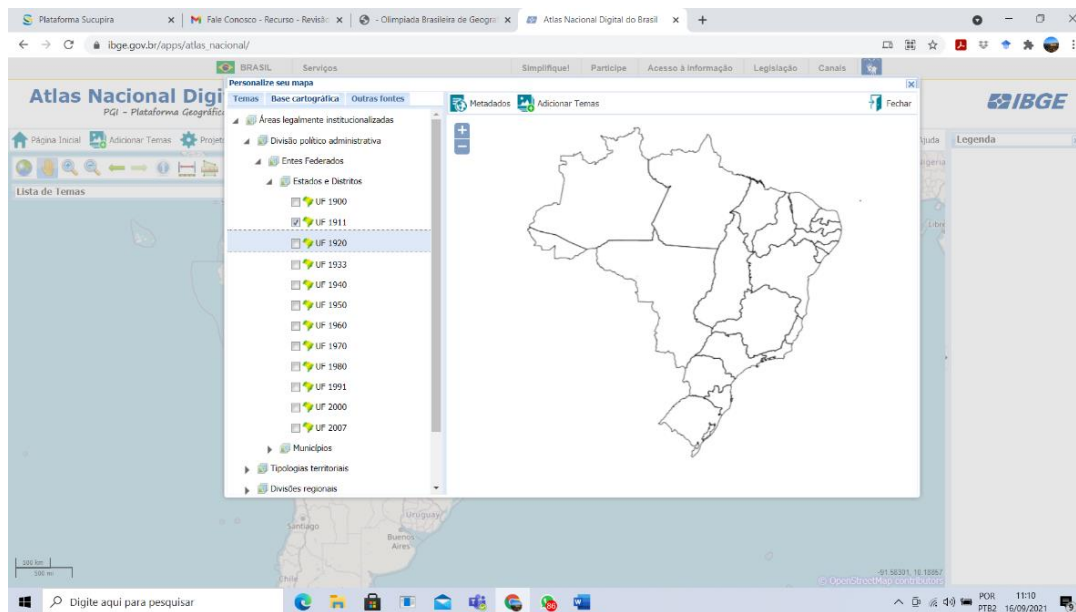 Plataforma Sucupira
Fale Conosco - Recurso - Revisão
- Olimpíada Brasileira de Geogra
Atlas Nacional Digital do Brasil
ibge.gov.br/apps/atlas_nacional/
BRASIL Serviços Simplifique! Participe Acesso à informação Legislação Canais
Personalize seu mapa
Atlas Nacional Digi
PGI - Plataforma Geográfic
IBGE
Temas Base cartográfica Outras fontes
Metadados Adicionar Temas Fechar
Página Inicial Adicionar Temas Projet
Ajuda Legenda
Lista de Temas
Áreas legalmente institucionalizadas
Divisão político administrativa
Entes Federados
Estados e Distritos
UF 1900
UF 1911
UF 1920
UF 1933
UF 1940
UF 1950
UF 1960
UF 1970
UF 1980
UF 1991
UF 2000
UF 2007
Municípios
Tipologias territoriais
Divisões regionais
Uruguay
Santiago
Buenos
Aires
Chile
500 mi
© OpenStreetMap contributors
Digite aqui para pesquisar
86
POR 11:10
PTB2 16/09/2021